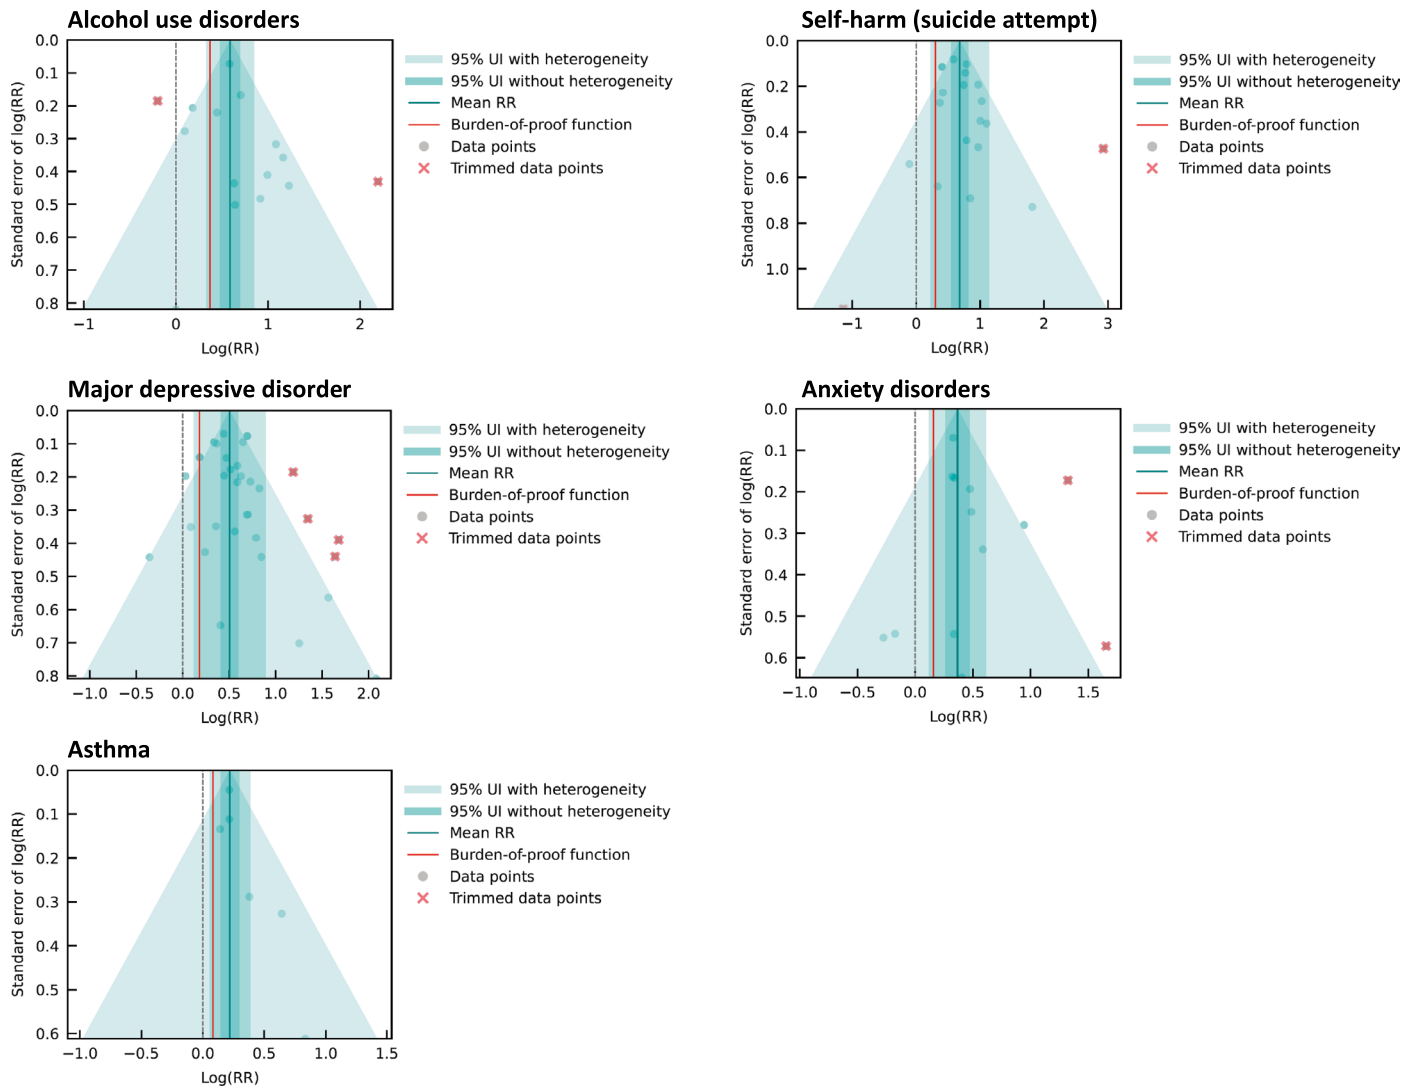 Alcohol use disorders
0.0
0.1
0.2
0.3
0.4
0.5
0.6
0.7
0.8
Standard error of log(RR)
−1
0
1
2
Log(RR)
95% UI with heterogeneity
95% UI without heterogeneity
Mean RR
Burden-of-proof function
Data points
Trimmed data points
Self-harm (suicide attempt)
0.0
0.2
0.4
0.6
0.8
1.0
Standard error of log(RR)
−1
0
1
2
3
Log(RR)
95% UI with heterogeneity
95% UI without heterogeneity
Mean RR
Burden-of-proof function
Data points
Trimmed data points
Major depressive disorder
0.0
0.1
0.2
0.3
0.4
0.5
0.6
0.7
0.8
Standard error of log(RR)
−1.0
−0.5
0.0
0.5
1.0
1.5
2.0
Log(RR)
95% UI with heterogeneity
95% UI without heterogeneity
Mean RR
Burden-of-proof function
Data points
Trimmed data points
Anxiety disorders
0.0
0.1
0.2
0.3
0.4
0.5
0.6
Standard error of log(RR)
−1.0
−0.5
0.0
0.5
1.0
1.5
Log(RR)
95% UI with heterogeneity
95% UI without heterogeneity
Mean RR
Burden-of-proof function
Data points
Trimmed data points
Asthma
0.0
0.1
0.2
0.3
0.4
0.5
0.6
Standard error of log(RR)
−1.0
−0.5
0.0
0.5
1.0
1.5
Log(RR)
95% UI with heterogeneity
95% UI without heterogeneity
Mean RR
Burden-of-proof function
Data points
Trimmed data points